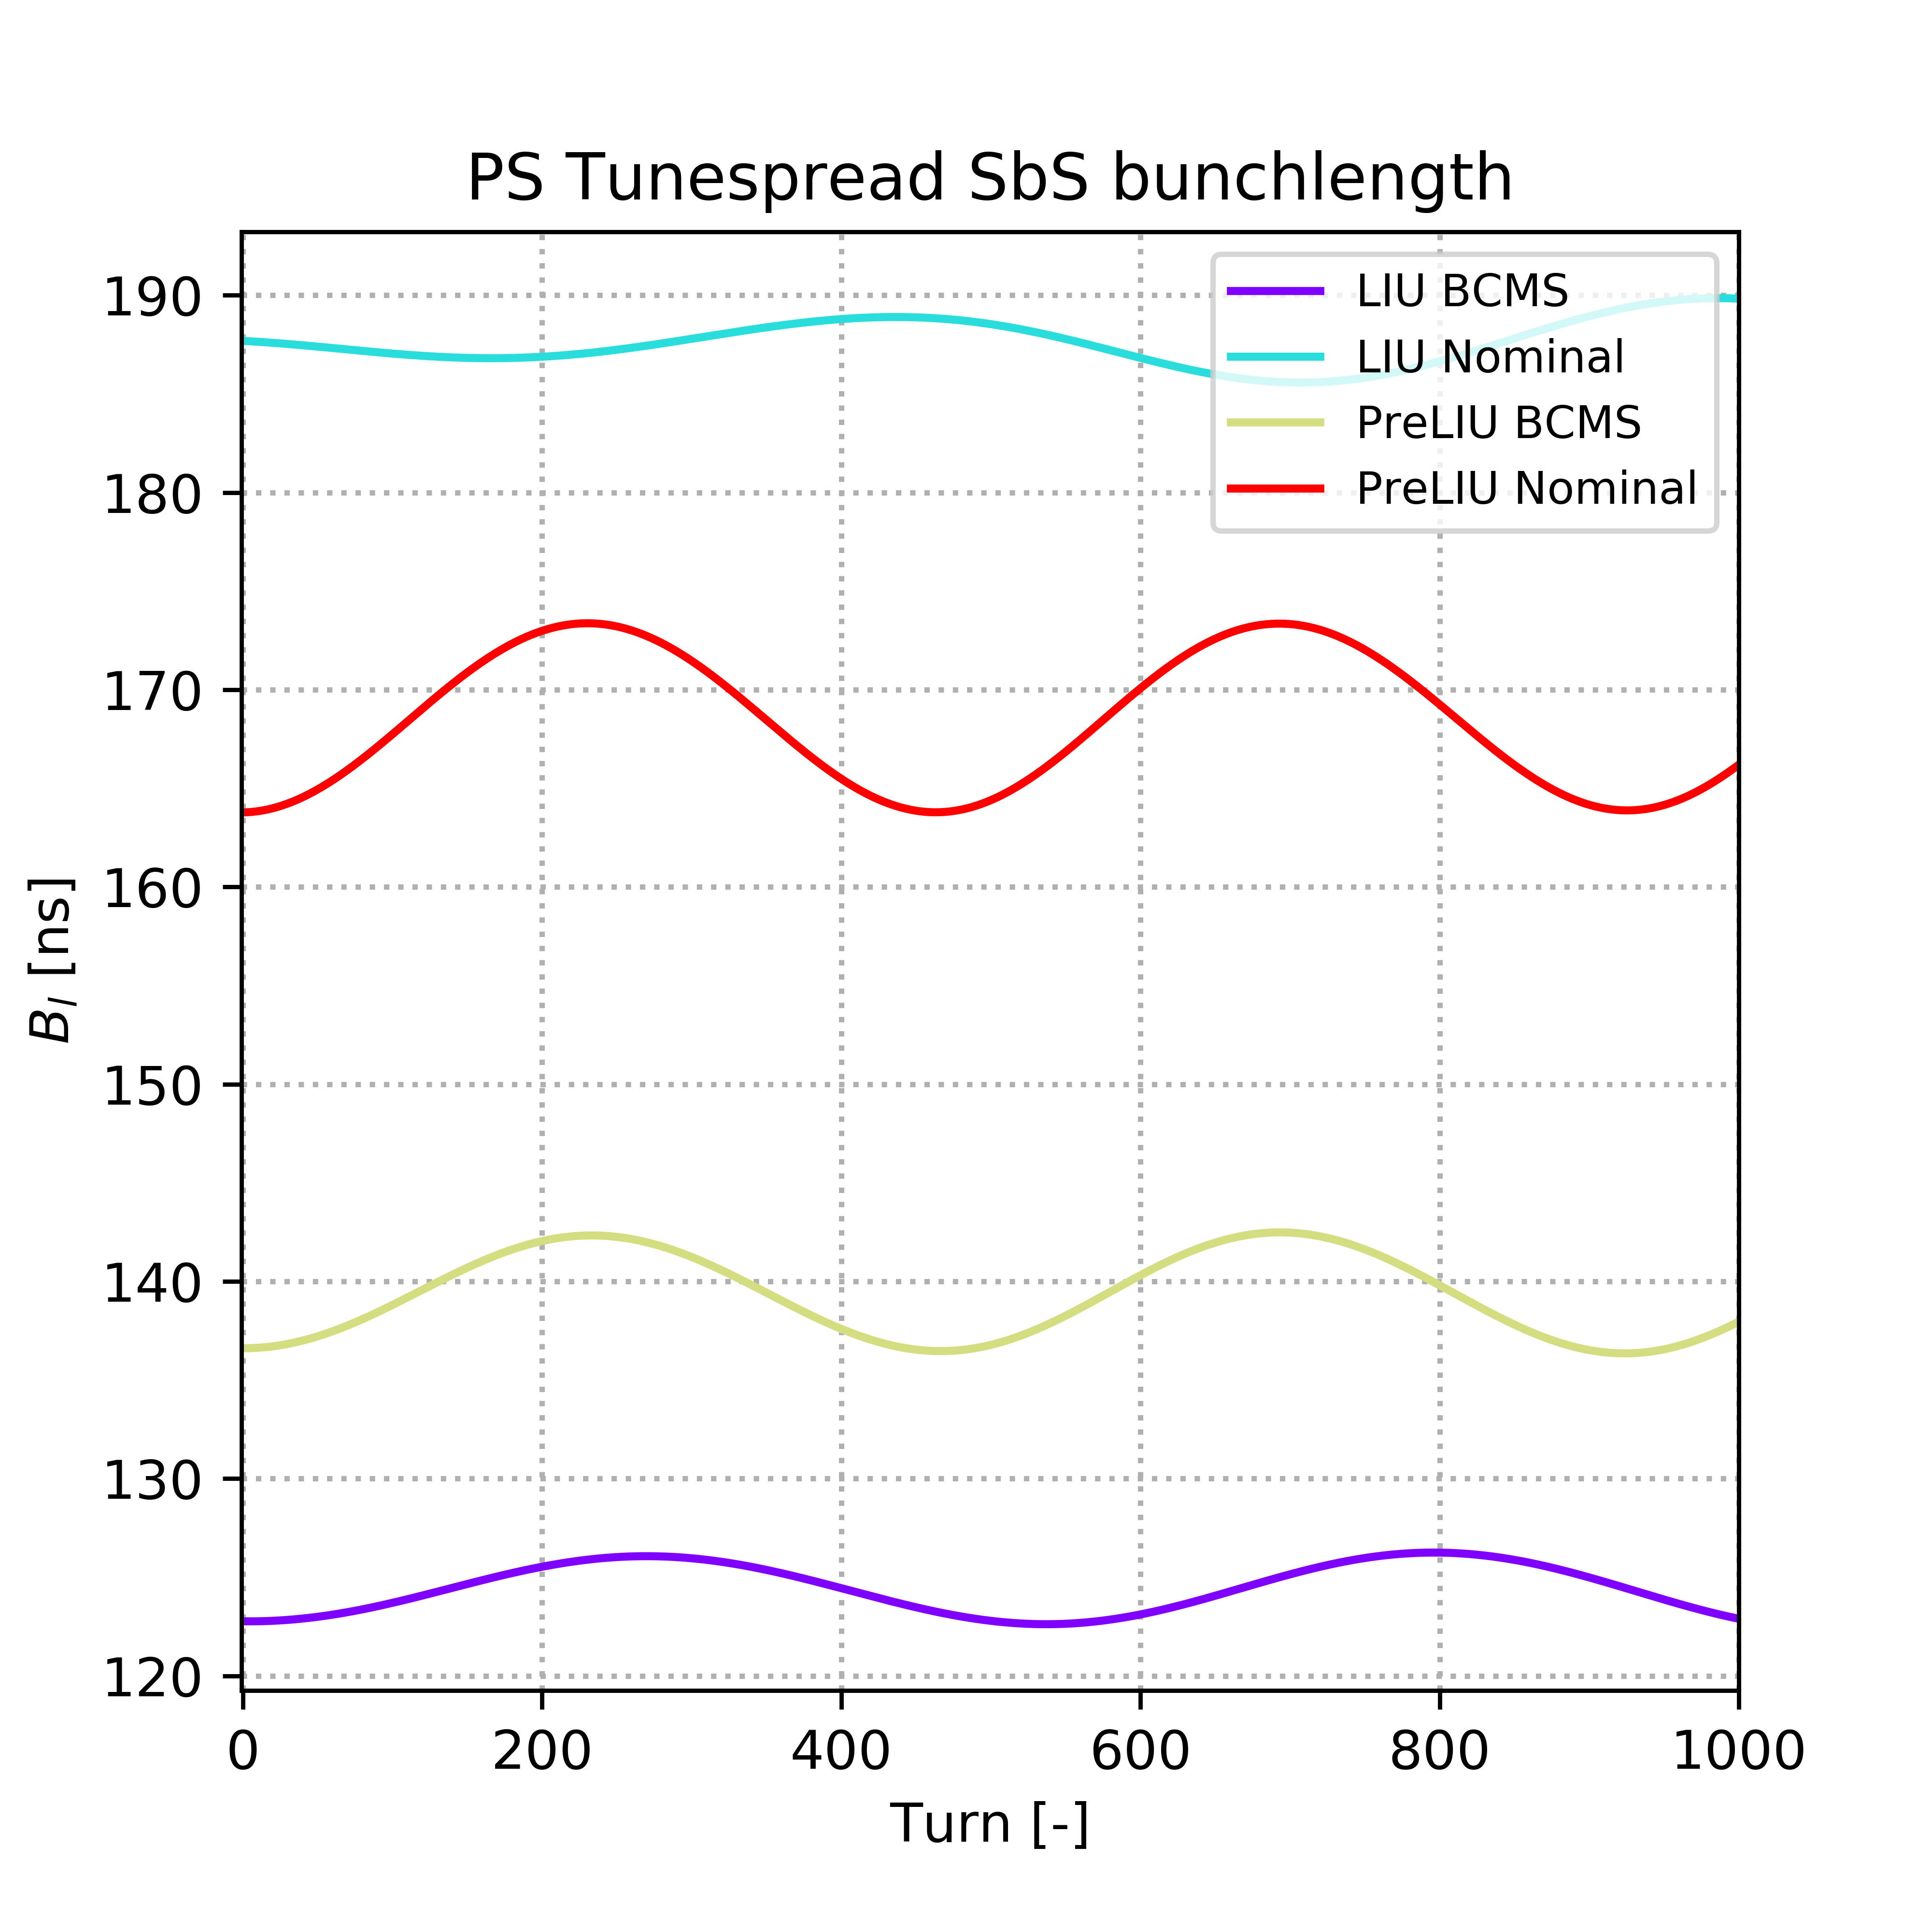 PS Tunespread SbS bunchlength
190
180
170
160
150
140
130
120
B_l [ns]
LIU BCMS
LIU Nominal
PreLIU BCMS
PreLIU Nominal
0 200 400 600 800 1000
Turn [-]